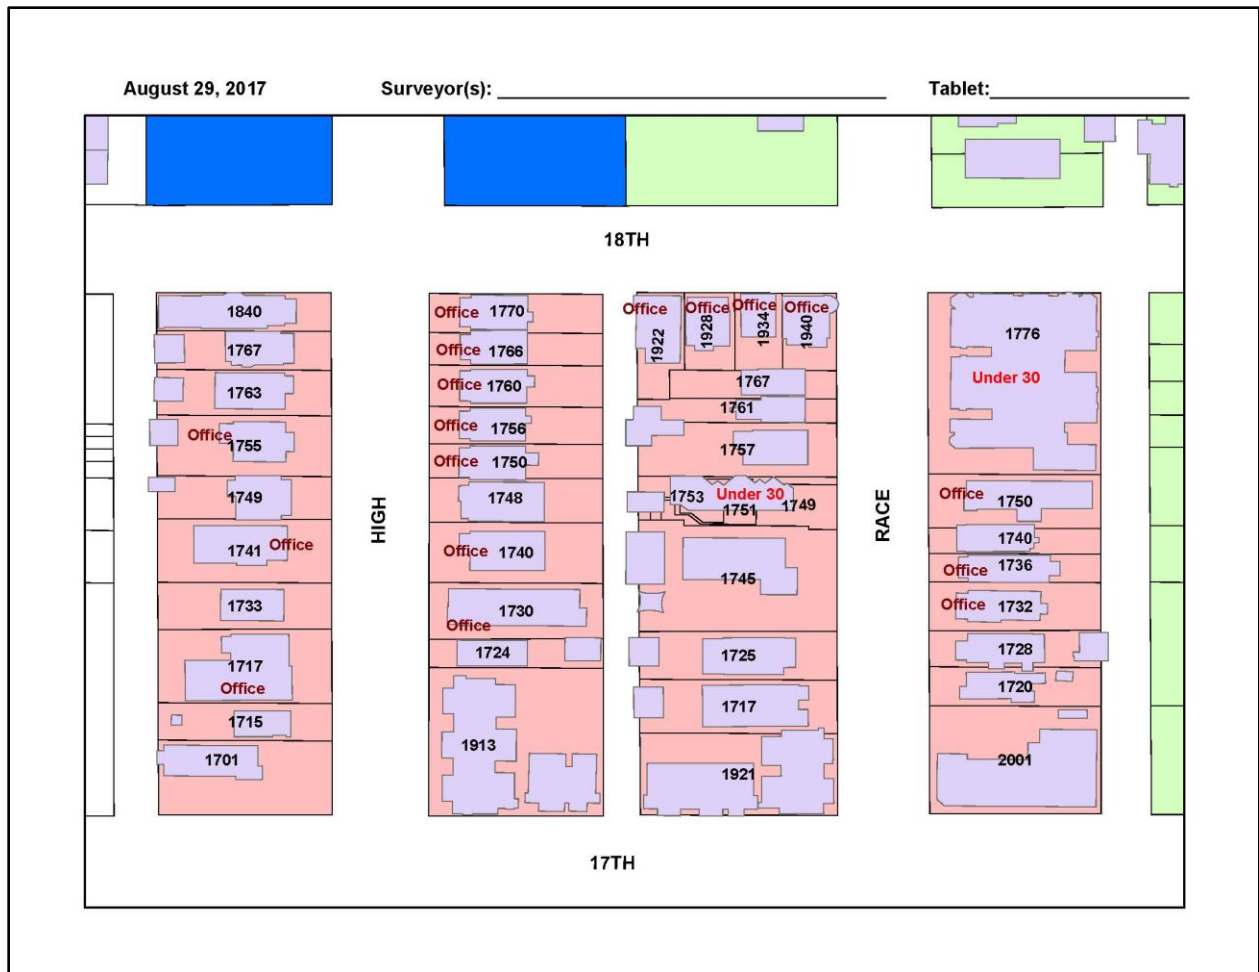 August 29, 2017 Surveyor(s): Tablet:
18TH
1840
1767
1763
Office
1755
1749
1741 Office
1733
1717
Office
1715
1701
HIGH
Office 1770
Office 1766
Office 1760
Office 1756
Office 1750
1748
Office 1740
1730
Office
1724
1913
Office Office Office Office
1922 1928 1934 1940
1767
1761
1757
1753 Under 30
1751 1749
1745
1725
1717
1921
RACE
1776
Under 30
Office 1750
1740
Office 1736
Office 1732
1728
1720
2001
17TH